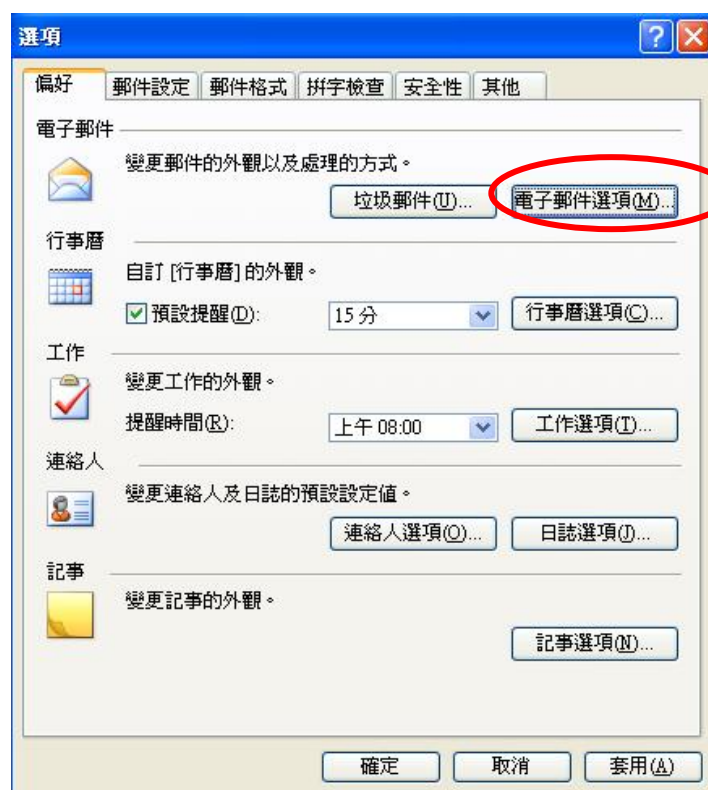 選項
偏好 郵件設定 郵件格式 拼字檢查 安全性 其他
電子郵件
變更郵件的外觀以及處理的方式。
垃圾郵件(U)... 電子郵件選項(M)...
行事曆
自訂 [行事曆] 的外觀。
預設提醒(D): 15 分 行事曆選項(C)...
工作
變更工作的外觀。
提醒時間(R): 上午 08:00 工作選項(T)...
連絡人
變更連絡人及日誌的預設設定值。
連絡人選項(O)... 日誌選項(J)...
記事
變更記事的外觀。
記事選項(N)...
確定 取消 套用(A)